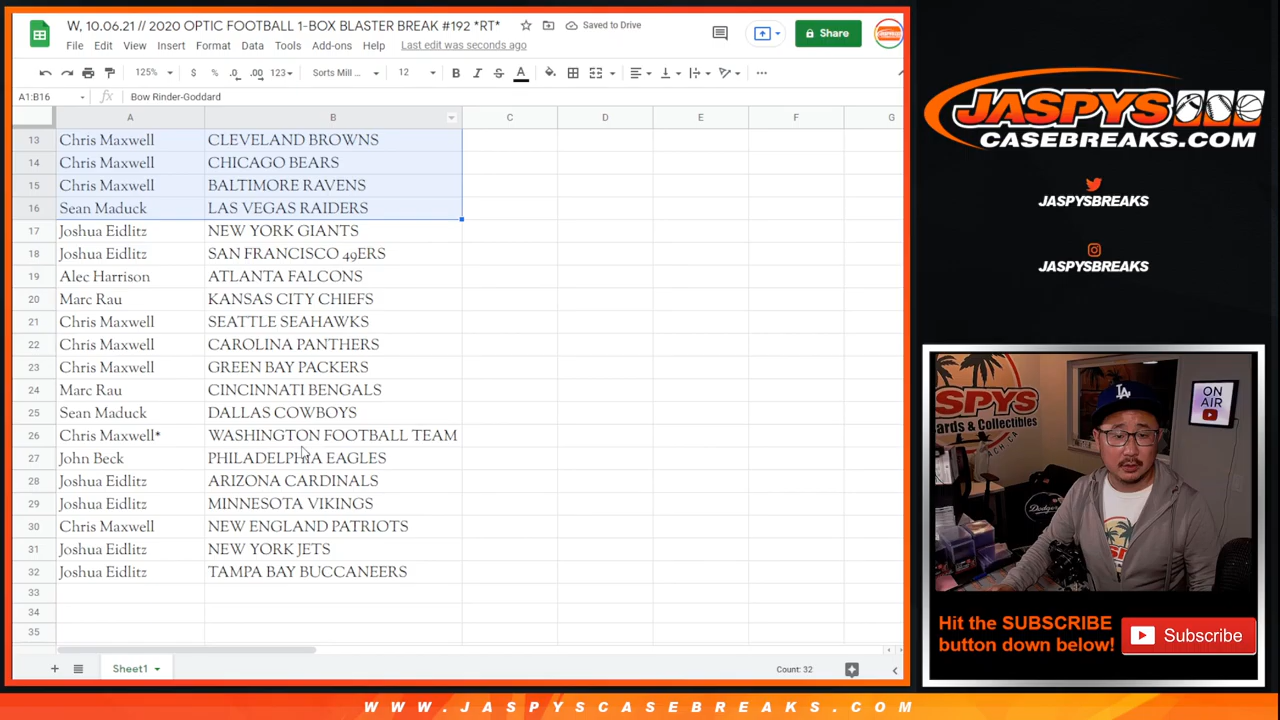 W, 10.06.21 // 2020 OPTIC FOOTBALL 1-BOX BLASTER BREAK #192 *RT*
Saved to Drive
File Edit View Insert Format Data Tools Add-ons Help Last edit was seconds ago
Share
125% $ % .0 .00 123 Sorts Mill ... 12 B I S A
A1:B16 fx Bow Rinder-Goddard
A B C D E F G
13 Chris Maxwell CLEVELAND BROWNS
14 Chris Maxwell CHICAGO BEARS
15 Chris Maxwell BALTIMORE RAVENS
16 Sean Maduck LAS VEGAS RAIDERS
17 Joshua Eidlitz NEW YORK GIANTS
18 Joshua Eidlitz SAN FRANCISCO 49ERS
19 Alec Harrison ATLANTA FALCONS
20 Marc Rau KANSAS CITY CHIEFS
21 Chris Maxwell SEATTLE SEAHAWKS
22 Chris Maxwell CAROLINA PANTHERS
23 Chris Maxwell GREEN BAY PACKERS
24 Marc Rau CINCINNATI BENGALS
25 Sean Maduck DALLAS COWBOYS
26 Chris Maxwell* WASHINGTON FOOTBALL TEAM
27 John Beck PHILADELPHIA EAGLES
28 Joshua Eidlitz ARIZONA CARDINALS
29 Joshua Eidlitz MINNESOTA VIKINGS
30 Chris Maxwell NEW ENGLAND PATRIOTS
31 Joshua Eidlitz NEW YORK JETS
32 Joshua Eidlitz TAMPA BAY BUCCANEERS
33
34
35
Sheet1
Count: 32
JASPYS
CASEBREAKS.COM
JASPYSBREAKS
JASPYSBREAKS
JASPYS
ards & Collectibles
LA
ON
AIR
Dodgers
Hit the SUBSCRIBE
button down below!
Subscribe
WWW.JASPYSCASEBREAKS.COM